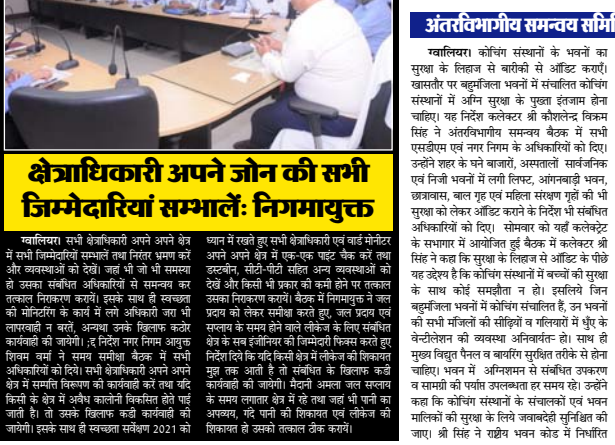 क्षेत्राधिकारी अपने जोन की सभी
जिम्मेदारियां सम्भालें: निगमायुक्त
ग्वालियर। सभी क्षेत्राधिकारी अपने अपने क्षेत्र
में सभी जिम्मेदारियों सम्भालें तथा निरंतर भ्रमण करें
और व्यवस्थाओं को देखें। जहां भी जो भी समस्या
हो उसका संबंधित अधिकारियों से समन्वय कर
तत्काल निराकरण करायें। इसके साथ ही स्वच्छता
की मोनिटरिंग के कार्य में लगे अधिकारी जरा भी
लापरवाही न बरतें, अन्यथा उनके खिलाफ कठोर
कार्यवाही की जायेगी। ;द्द निर्देश नगर निगम आयुक्त
शिवम वर्मा ने समय समीक्षा बैठक में सभी
अधिकारियों को दिये। सभी क्षेत्राधिकारी अपने अपने
क्षेत्र में सम्पत्ति विरूपण की कार्यवाही करें तथा यदि
किसी के क्षेत्र में अवैध कालोनी विकसित होते पाई
जाती है। तो उसके खिलाफ कडी कार्यवाही की
जायेगी। इसके साथ ही स्वच्छता सर्वेक्षण 2021 को
ध्यान में रखते हुए सभी क्षेत्राधिकारी एवं वार्ड मोनीटर
अपने अपने क्षेत्र में एक-एक पाइंट चैक करें तथा
डस्टबीन, सीटी-पीटी सहित अन्य व्यवस्थाओं को
देखें और किसी भी प्रकार की कमी होने पर तत्काल
उसका निराकरण करायें। बैठक में निगमायुक्त ने जल
प्रदाय को लेकर समीक्षा करते हुए, जल प्रदाय एवं
सप्लाय के समय होने वाले लीकेज के लिए संबंधित
क्षेत्र के सब इंजीनियर की जिम्मेदारी फिक्स करते हुए
निर्देश दिये कि यदि किसी क्षेत्र में लीकेज की शिकायत
मुझ तक आती है तो संबंधित के खिलाफ कडी
कार्यवाही की जायेगी। मैदानी अमला जल सप्लाय
के समय लगातार क्षेत्र में रहे तथा जहां भी पानी का
अपव्यय, गंदे पानी की शिकायत एवं लीकेज की
शिकायत हो उसको तत्काल ठीक करायें।
अंतरविभागीय समन्वय समि
ग्वालियर। कोचिंग संस्थानों के भवनों का
सुरक्षा के लिहाज से बारीकी से ऑडिट कराएँ।
खासतौर पर बहुमंजिला भवनों में संचालित कोचिंग
संस्थानों में अग्नि सुरक्षा के पुख्ता इंतजाम होना
चाहिए। यह निर्देश कलेक्टर श्री कौशलेन्द्र विक्रम
सिंह ने अंतरविभागीय समन्वय बैठक में सभी
एसडीएम एवं नगर निगम के अधिकारियों को दिए।
उन्होंने शहर के घने बाजारों, अस्पतालों सार्वजनिक
एवं निजी भवनों में लगी लिफ्ट, आंगनबाड़ी भवन,
छात्रावास, बाल गृह एवं महिला संरक्षण गृहों की भी
सुरक्षा को लेकर ऑडिट कराने के निर्देश भी संबंधित
अधिकारियों को दिए। सोमवार को यहाँ कलेक्ट्रेट
के सभागार में आयोजित हुई बैठक में कलेक्टर श्री
सिंह ने कहा कि सुरक्षा के लिहाज से ऑडिट के पीछे
यह उद्देश्य है कि कोचिंग संस्थानों में बच्चों की सुरक्षा
के साथ कोई समझौता न हो। इसलिये जिन
बहुमंजिला भवनों में कोचिंग संचालित हैं, उन भवनों
की सभी मंजिलों की सीढ़ियों व गलियारों में धुँए के
वेन्टीलेशन की व्यवस्था अनिवार्यतः हो। साथ ही
मुख्य विद्युत पैनल व बायरिंग सुरक्षित तरीके से होना
चाहिए। भवन में अग्निशमन से संबंधित उपकरण
व सामग्री की पर्याप्त उपलब्धता हर समय रहे। उन्होंने
कहा कि कोचिंग संस्थानों के संचालकों एवं भवन
मालिकों की सुरक्षा के लिये जवाबदेही सुनिश्चित की
जाए। श्री सिंह ने राष्ट्रीय भवन कोड में निर्धारित